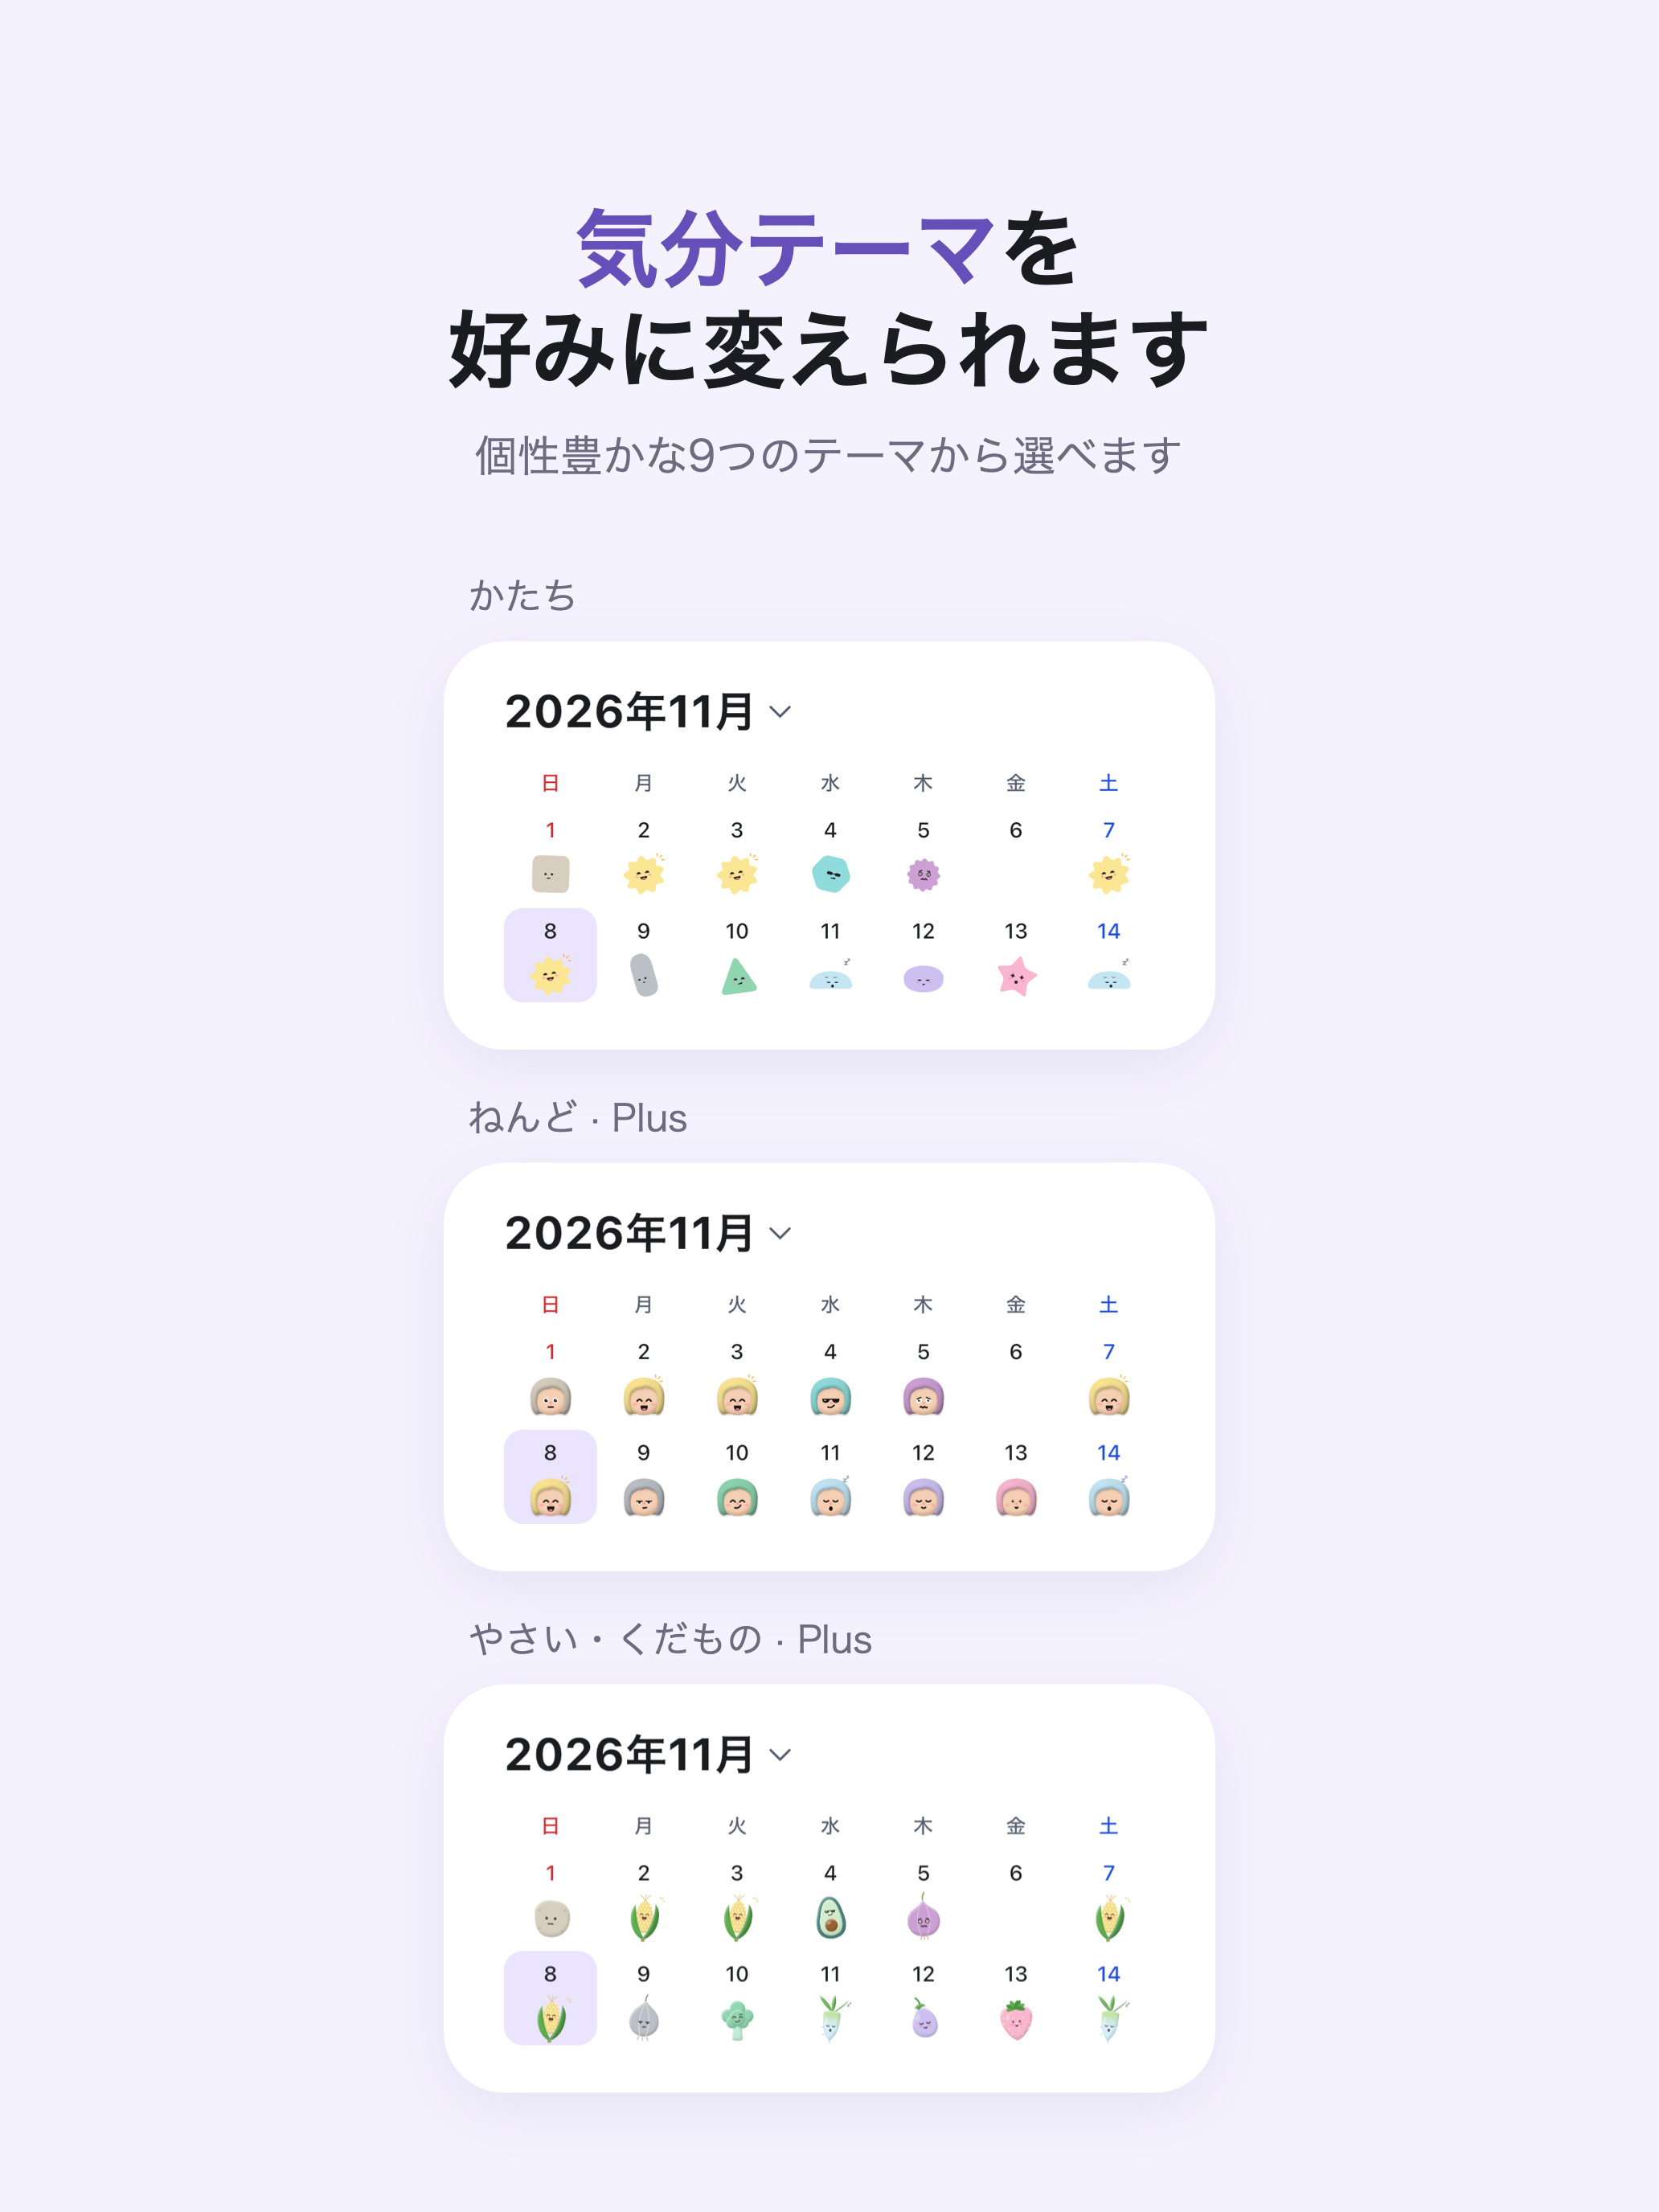 気分テーマを
好みに変えられます
個性豊かな9つのテーマから選べます
かたち
2026年11月
日 月 火 水 木 金 土
1 2 3 4 5 6 7
8 9 10 11 12 13 14
ねんど · Plus
2026年11月
日 月 火 水 木 金 土
1 2 3 4 5 6 7
8 9 10 11 12 13 14
やさい・くだもの · Plus
2026年11月
日 月 火 水 木 金 土
1 2 3 4 5 6 7
8 9 10 11 12 13 14